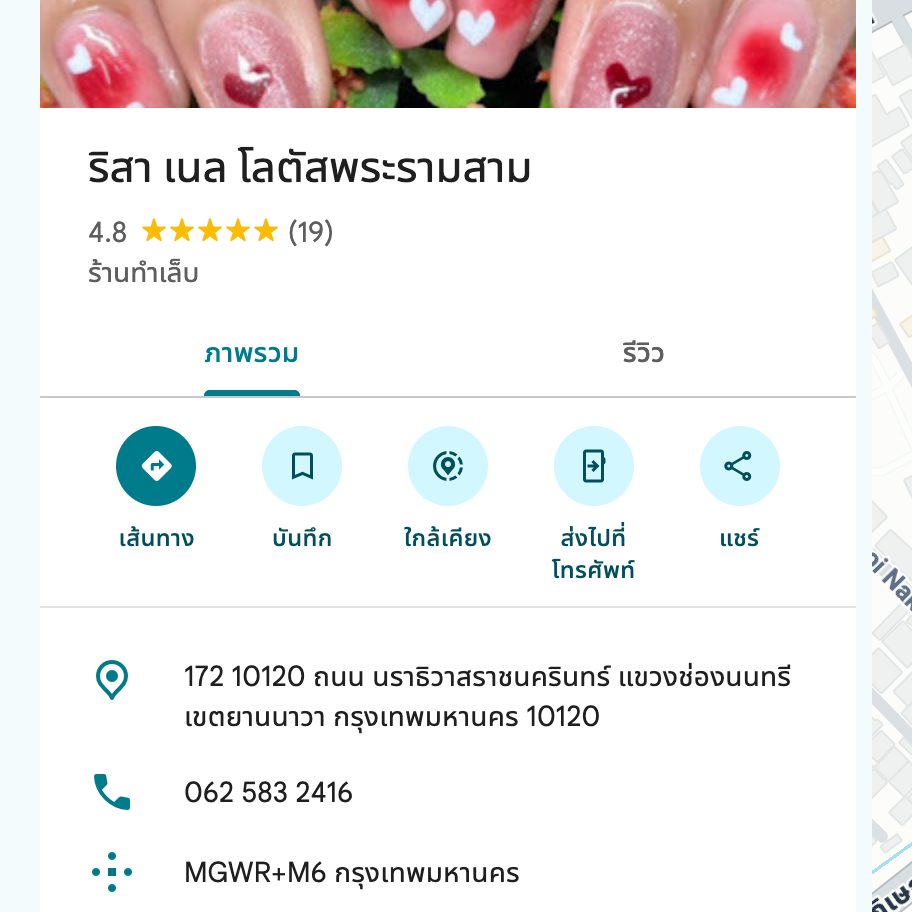 ริสา เนล โลตัสพระรามสาม
4.8 (19)
ร้านทำเล็บ
ภาพรวม
รีวิว
เส้นทาง
บันทึก
ใกล้เคียง
ส่งไปที่
โทรศัพท์
แชร์
172 10120 ถนน นราธิวาสราชนครินทร์ แขวงช่องนนทรี
เขตยานนาวา กรุงเทพมหานคร 10120
062 583 2416
MGWR+M6 กรุงเทพมหานคร